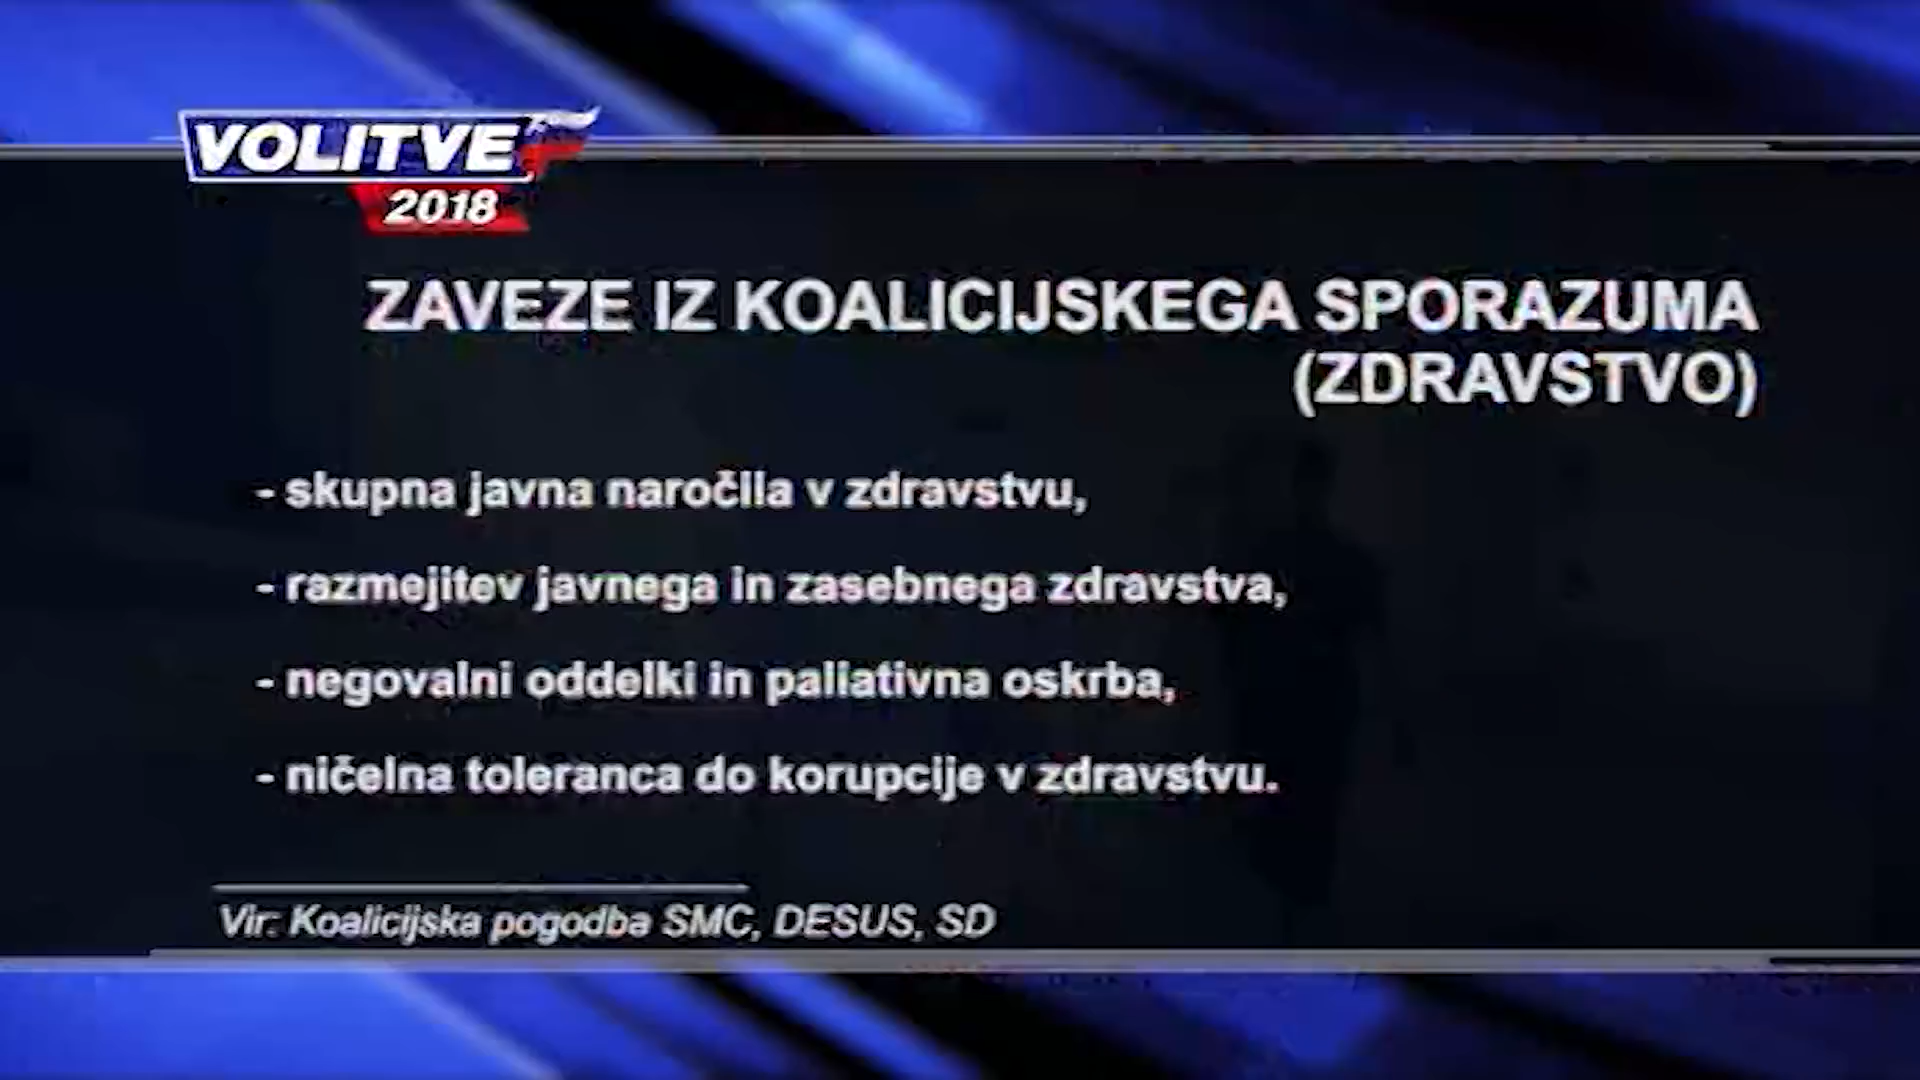 VOLITVE
2018
ZAVEZE IZ KOALICIJSKEGA SPORAZUMA
(ZDRAVSTVO)
- skupna javna naročila v zdravstvu,
- razmejitev javnega in zasebnega zdravstva,
- negovalni oddelki in paliativna oskrba,
- ničelna toleranca do korupcije v zdravstvu.
Vir: Koalicijska pogodba SMC, DESUS, SD